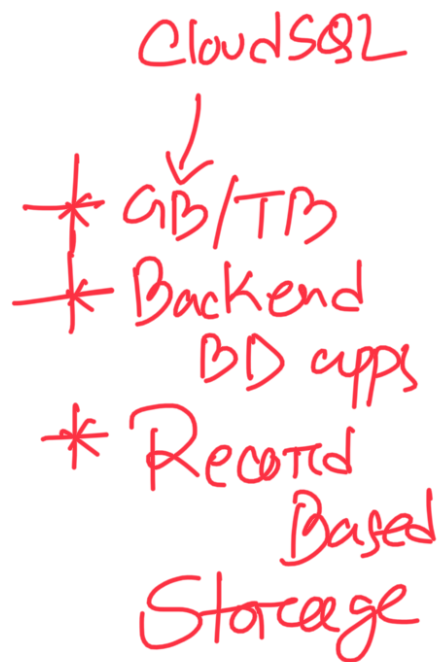 CloudSQL
* GB/TB
* Backend
BD apps
* Record
Based
Storage